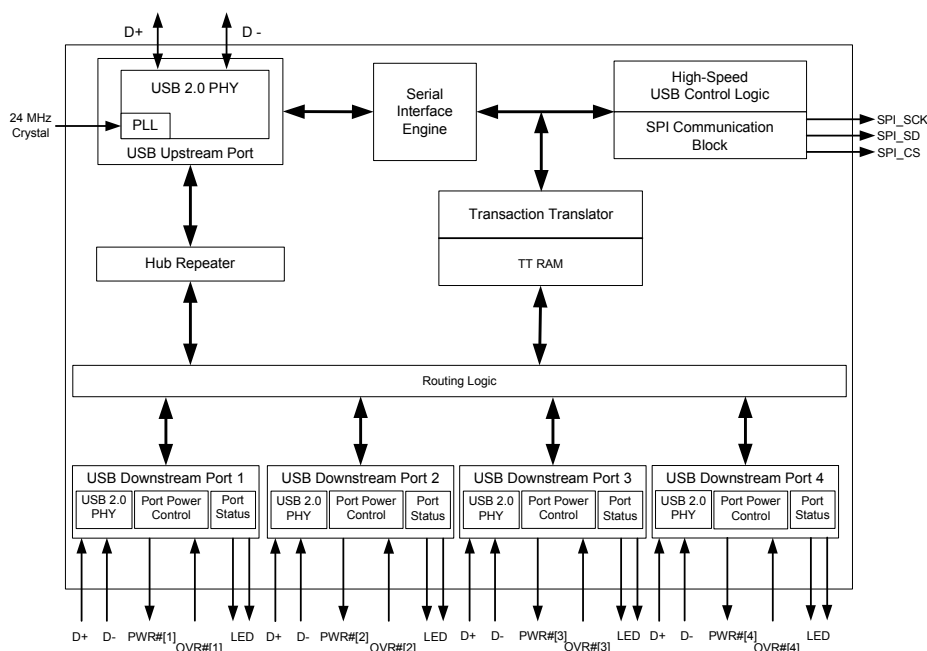 D+ D -
USB 2.0 PHY
PLL
USB Upstream Port
24 MHz
Crystal
Serial
Interface
Engine
High-Speed
USB Control Logic
SPI Communication
Block
SPI_SCK
SPI_SD
SPI_CS
Transaction Translator
TT RAM
Hub Repeater
Routing Logic
USB Downstream Port 1
USB 2.0
PHY
Port Power
Control
Port
Status
USB Downstream Port 2
USB 2.0
PHY
Port Power
Control
Port
Status
USB Downstream Port 3
USB 2.0
PHY
Port Power
Control
Port
Status
USB Downstream Port 4
USB 2.0
PHY
Port Power
Control
Port
Status
D+ D- PWR#[1] OVR#[1] LED
D+ D- PWR#[2] OVR#[2] LED
D+ D- PWR#[3] OVR#[3] LED
D+ D- PWR#[4] OVR#[4] LED